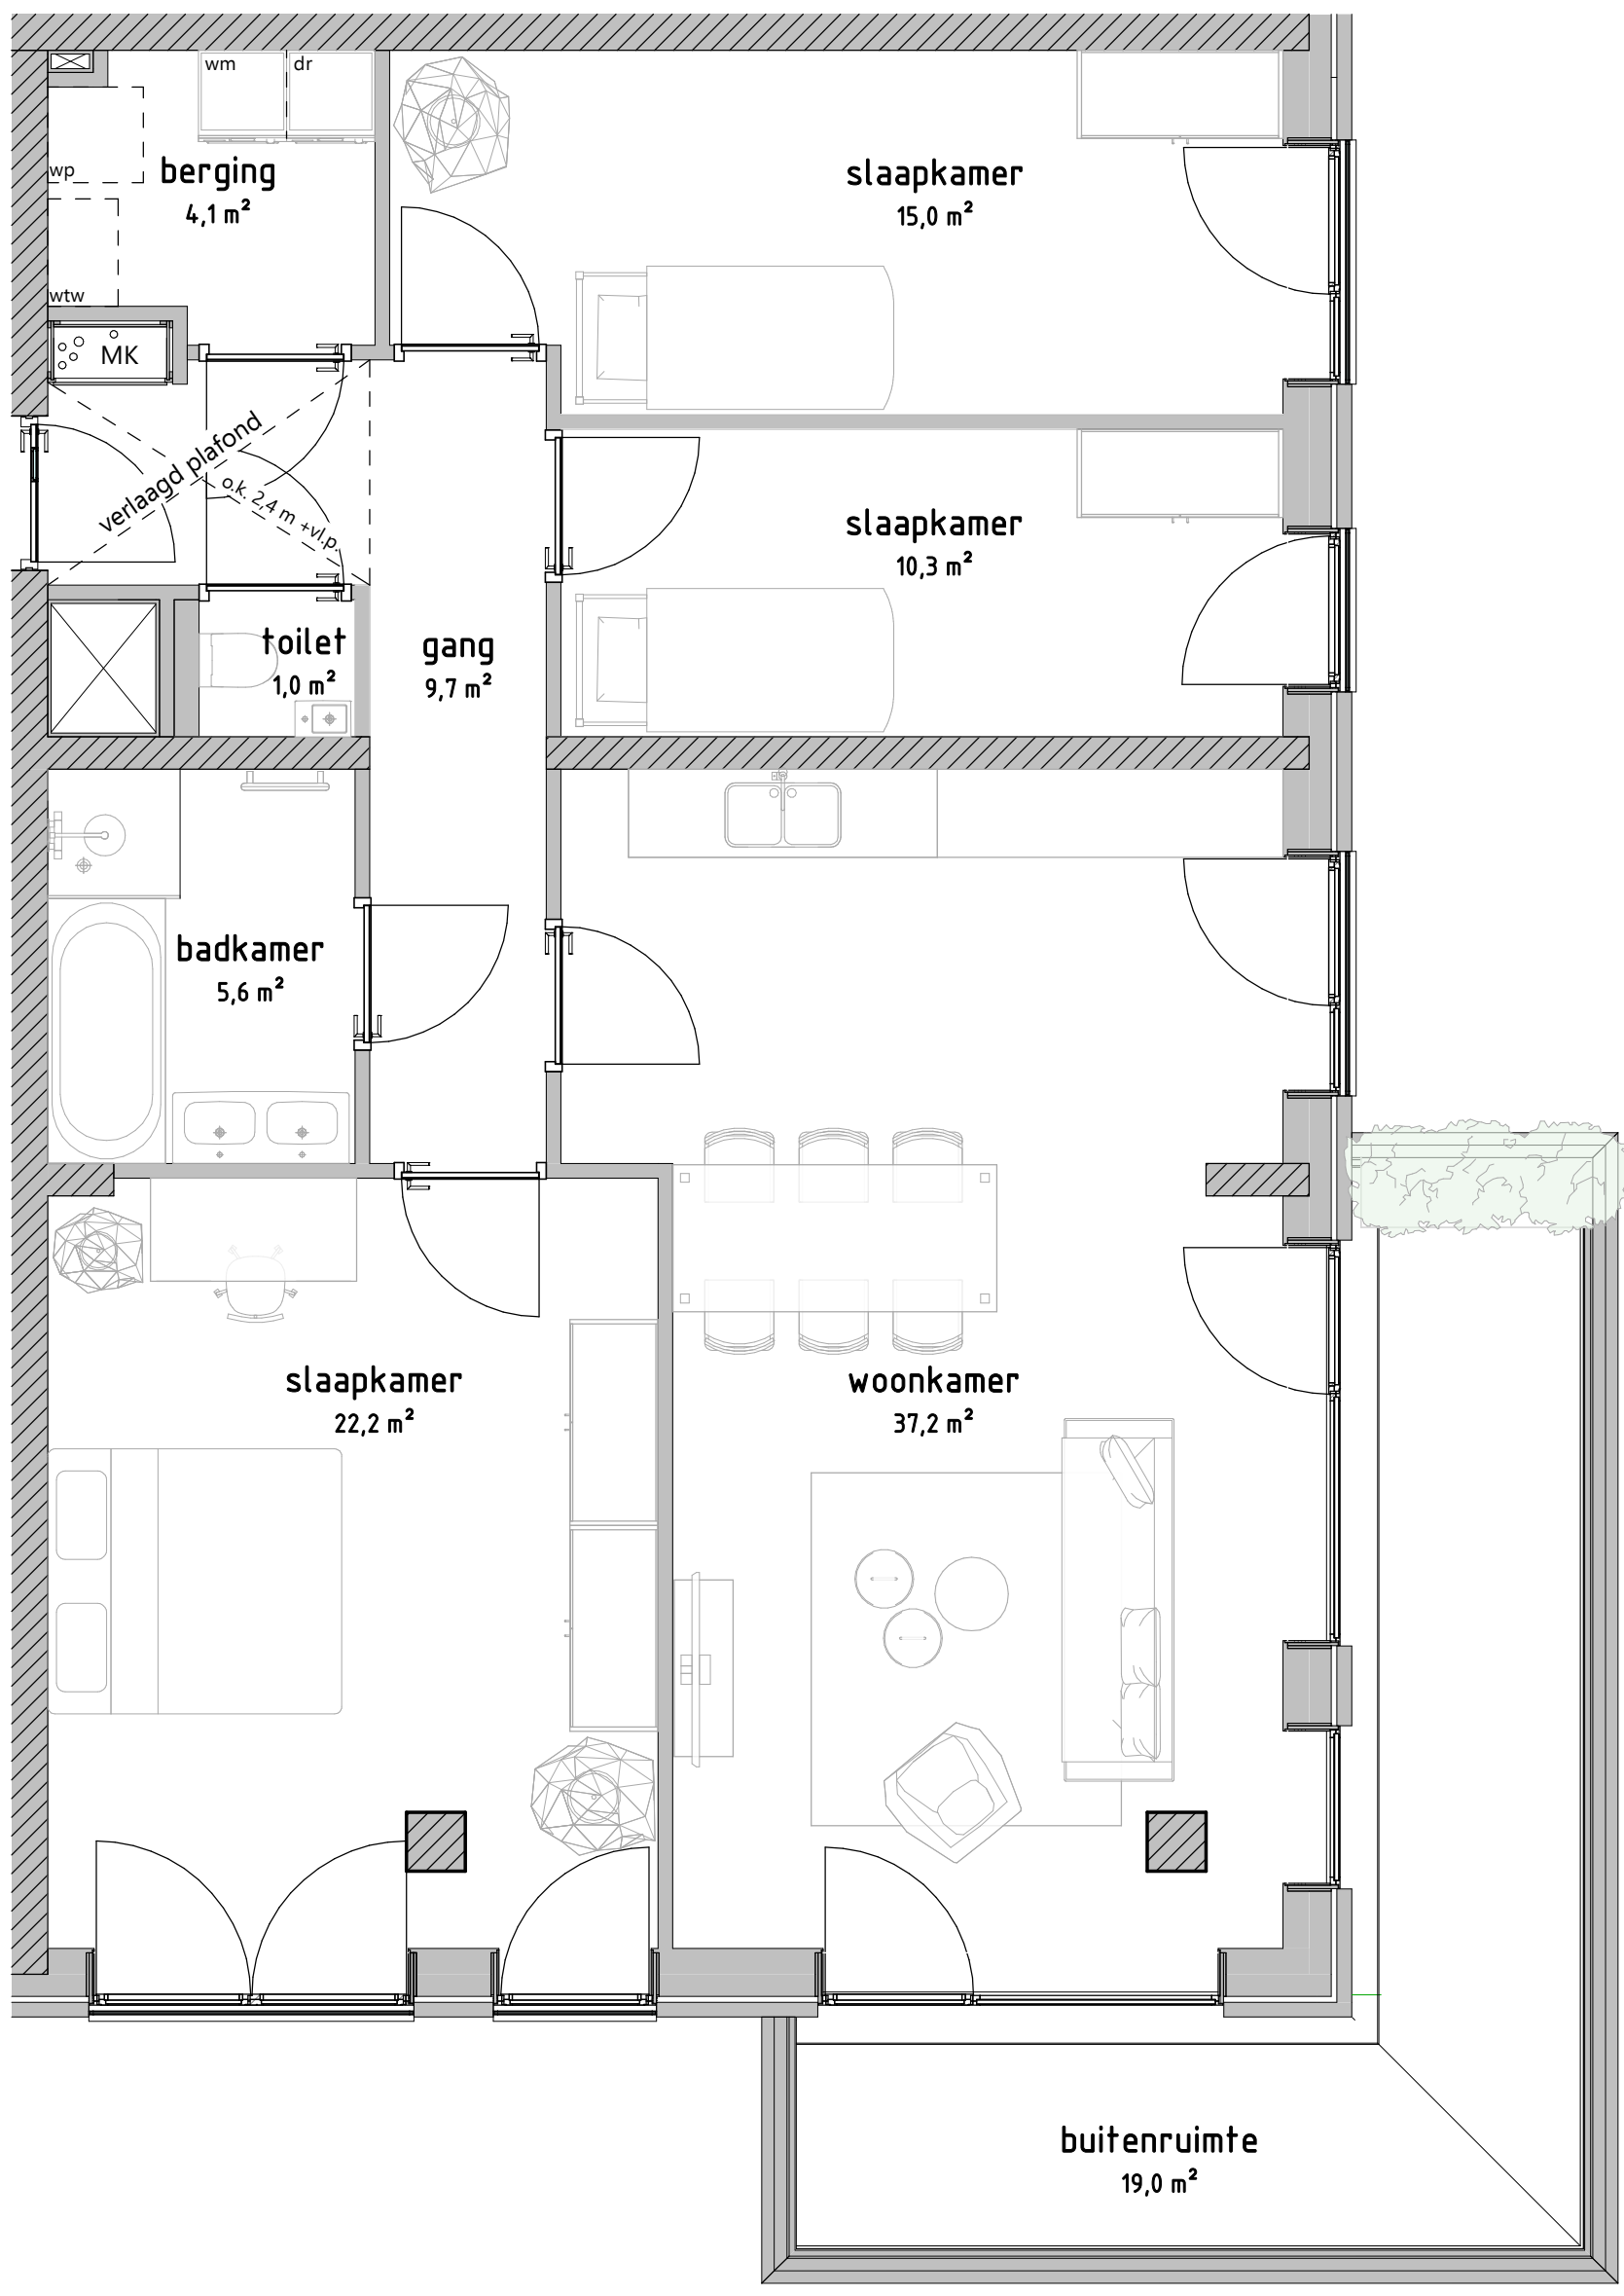 wm
dr
wp
berging
4,1 m²
slaapkamer
15,0 m²
wtw
MK
verlaagd plafond
o.k. 2,4 m +vl.p.
slaapkamer
10,3 m²
toilet
1,0 m²
gang
9,7 m²
badkamer
5,6 m²
slaapkamer
22,2 m²
woonkamer
37,2 m²
buitenruimte
19,0 m²